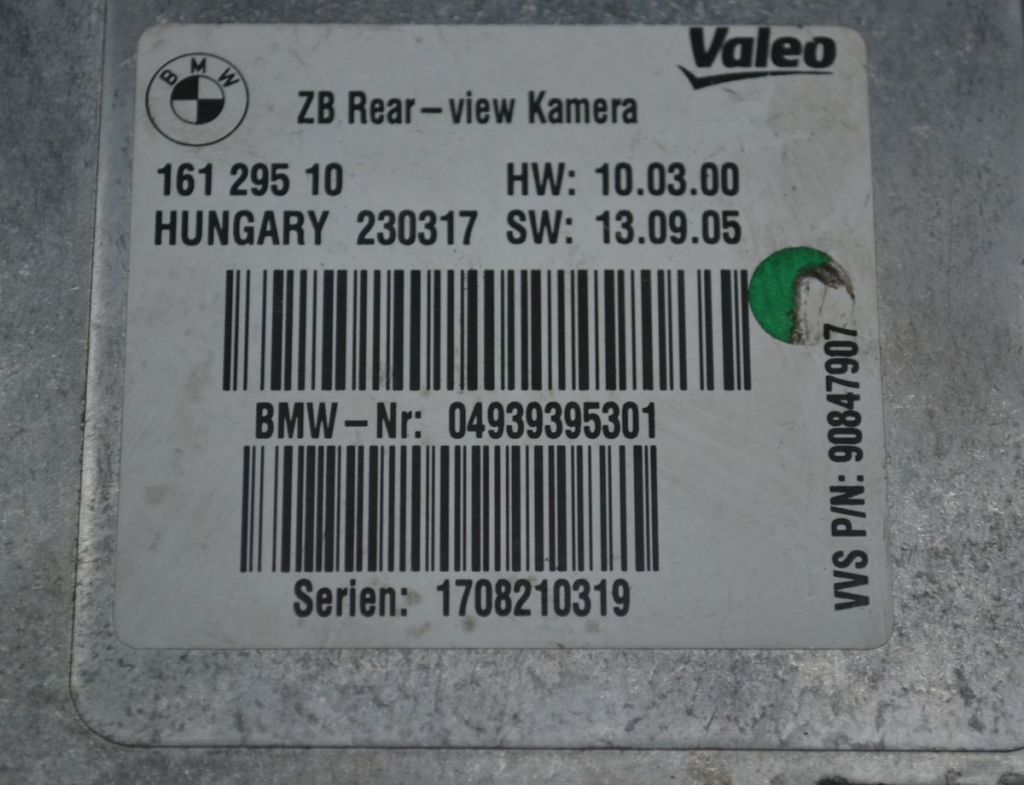 BMW
Valeo
ZB Rear-view Kamera
161 295 10 HW: 10.03.00
HUNGARY 230317 SW: 13.09.05
BMW-Nr: 04939395301
Serien: 1708210319
VVS P/N: 90847907